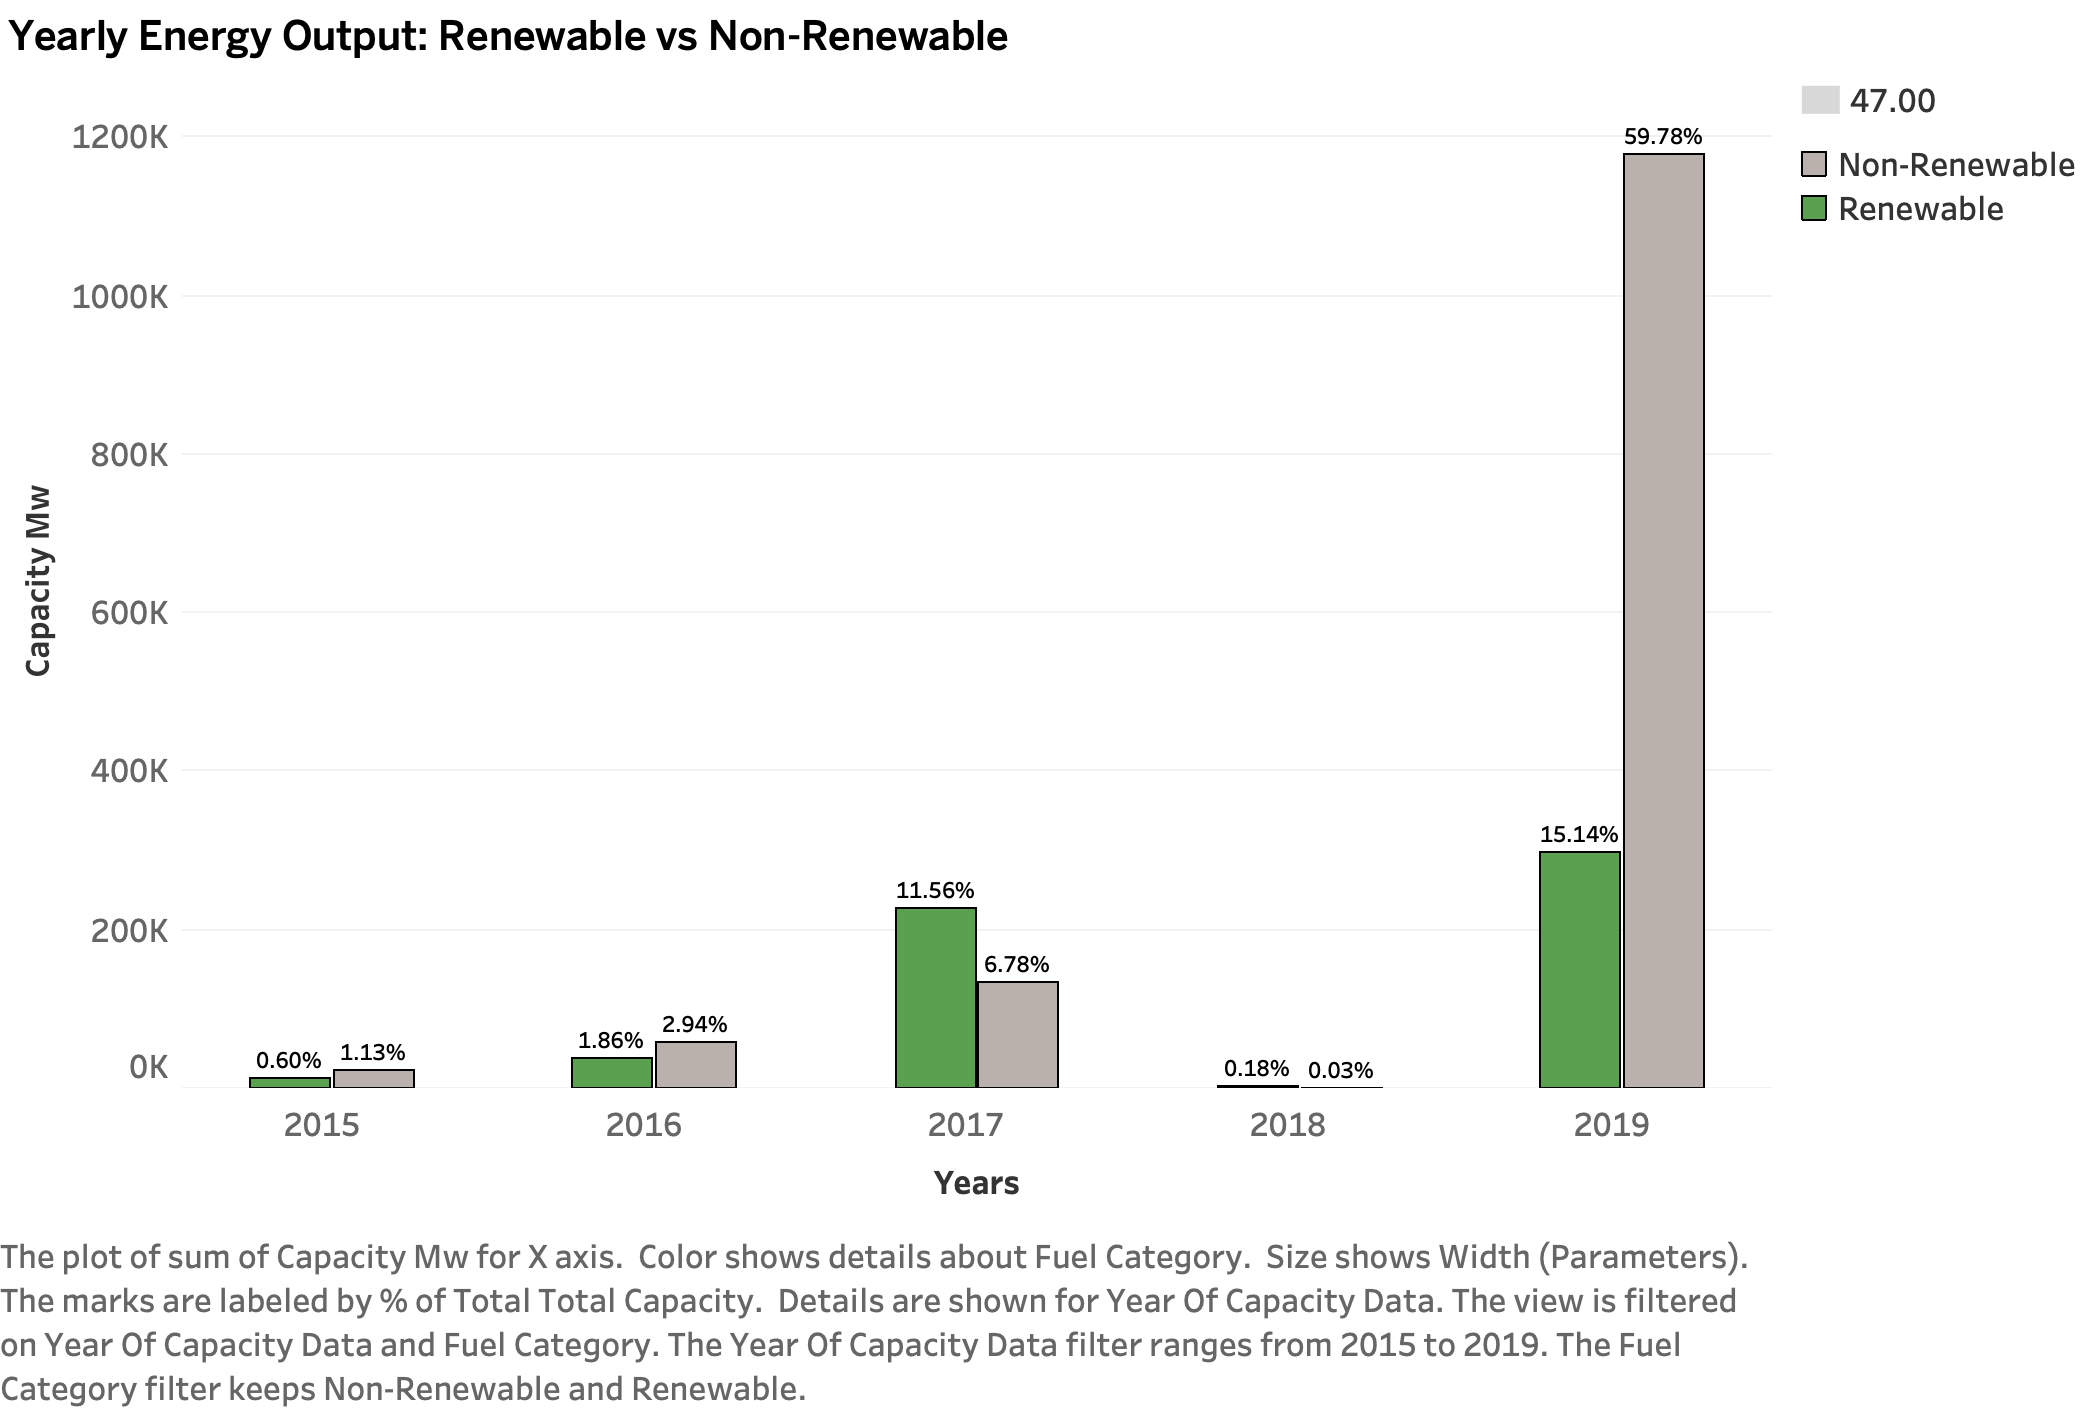 Yearly Energy Output: Renewable vs Non-Renewable
47.00
Non-Renewable
Renewable
Capacity Mw
1200K
1000K
800K
600K
400K
200K
0K
0.60%
1.13%
1.86%
2.94%
11.56%
6.78%
0.18%
0.03%
15.14%
59.78%
2015
2016
2017
2018
2019
Years
The plot of sum of Capacity Mw for X axis.  Color shows details about Fuel Category.  Size shows Width (Parameters).
The marks are labeled by % of Total Total Capacity.  Details are shown for Year Of Capacity Data. The view is filtered
on Year Of Capacity Data and Fuel Category. The Year Of Capacity Data filter ranges from 2015 to 2019. The Fuel
Category filter keeps Non-Renewable and Renewable.